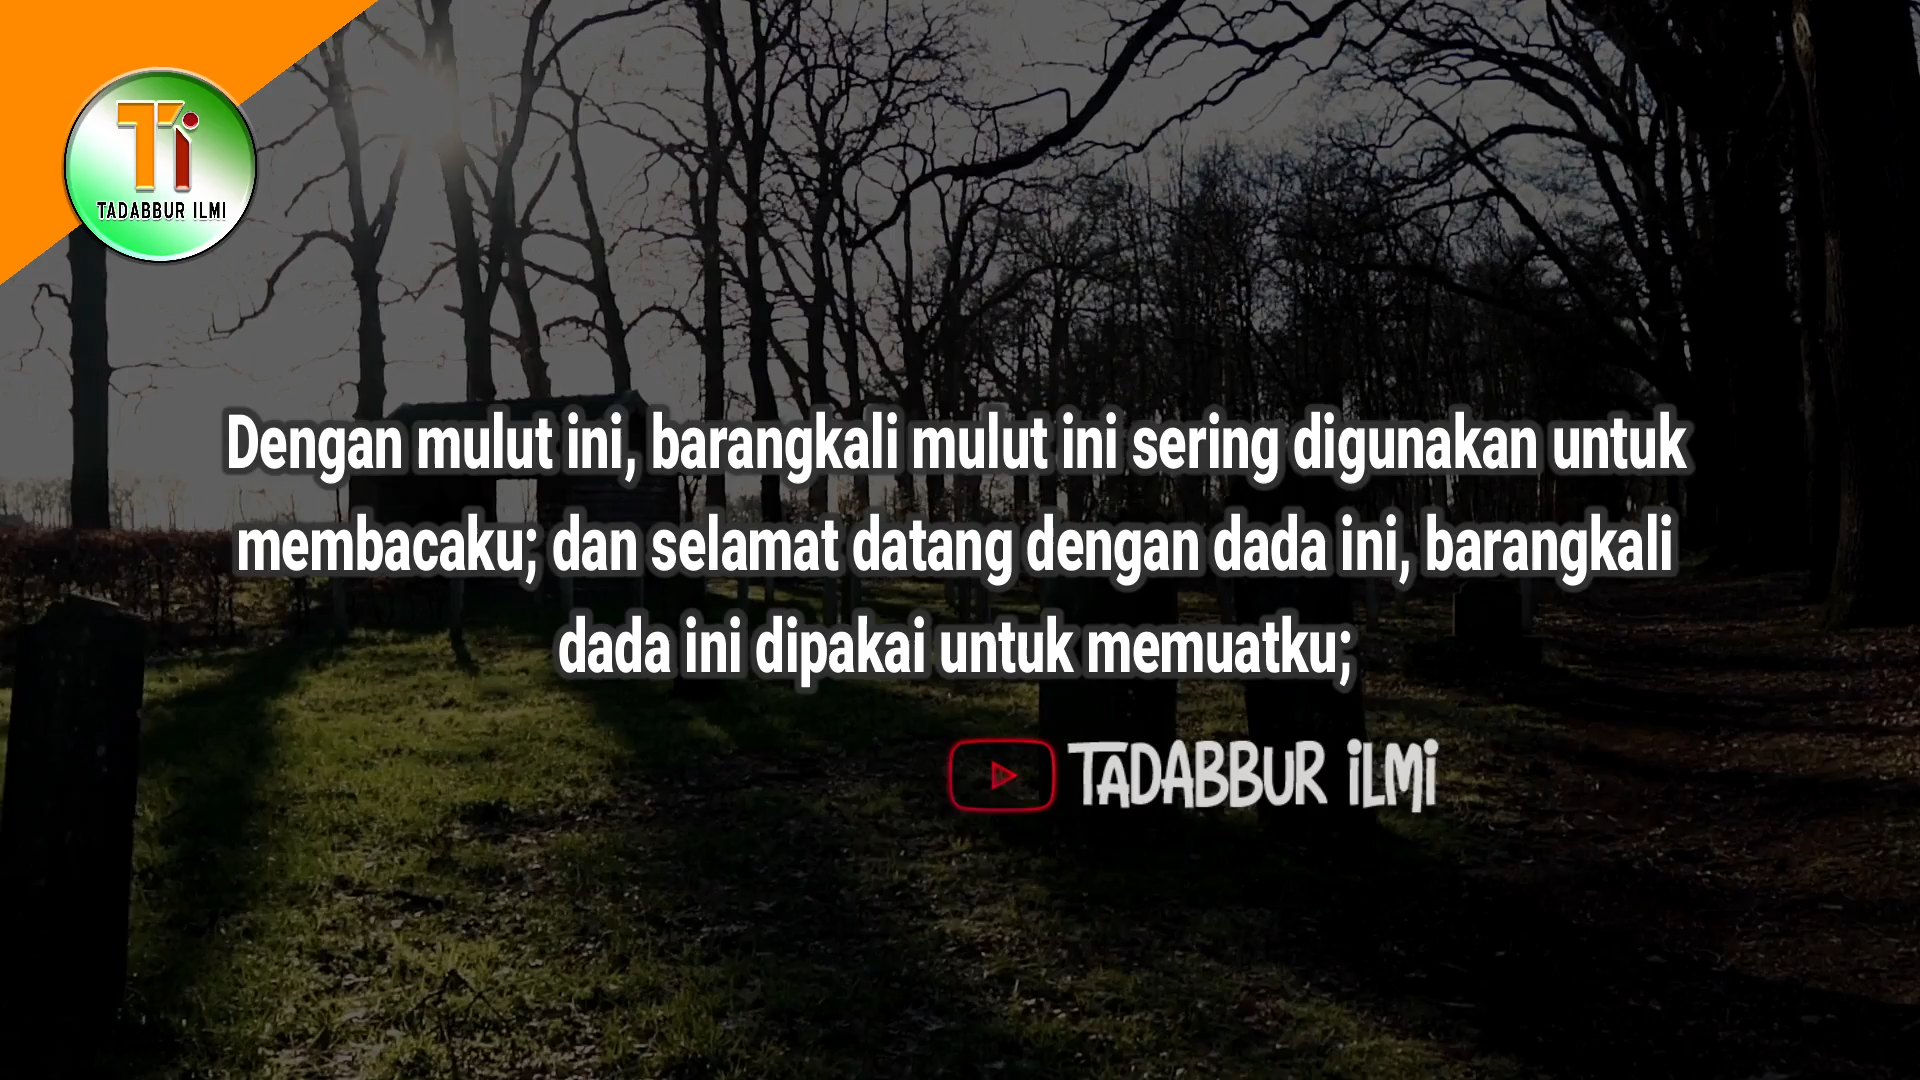 Ti
TADABBUR ILMI
Dengan mulut ini, barangkali mulut ini sering digunakan untuk
membacaku; dan selamat datang dengan dada ini, barangkali
dada ini dipakai untuk memuatku;
TADABBUR iLMi